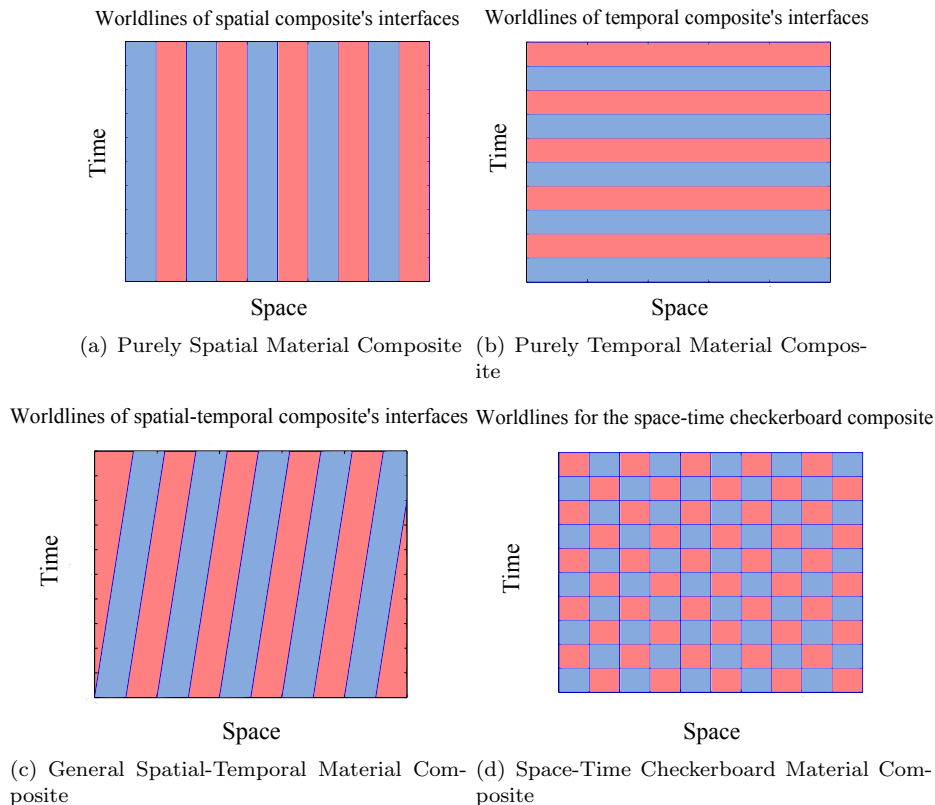 Worldlines of spatial composite's interfaces
Time
Space
(a) Purely Spatial Material Composite
Worldlines of temporal composite's interfaces
Time
Space
(b) Purely Temporal Material Compos-
ite
Worldlines of spatial-temporal composite's interfaces
Time
Space
(c) General Spatial-Temporal Material Com-
posite
Worldlines for the space-time checkerboard composite
Time
Space
(d) Space-Time Checkerboard Material Com-
posite